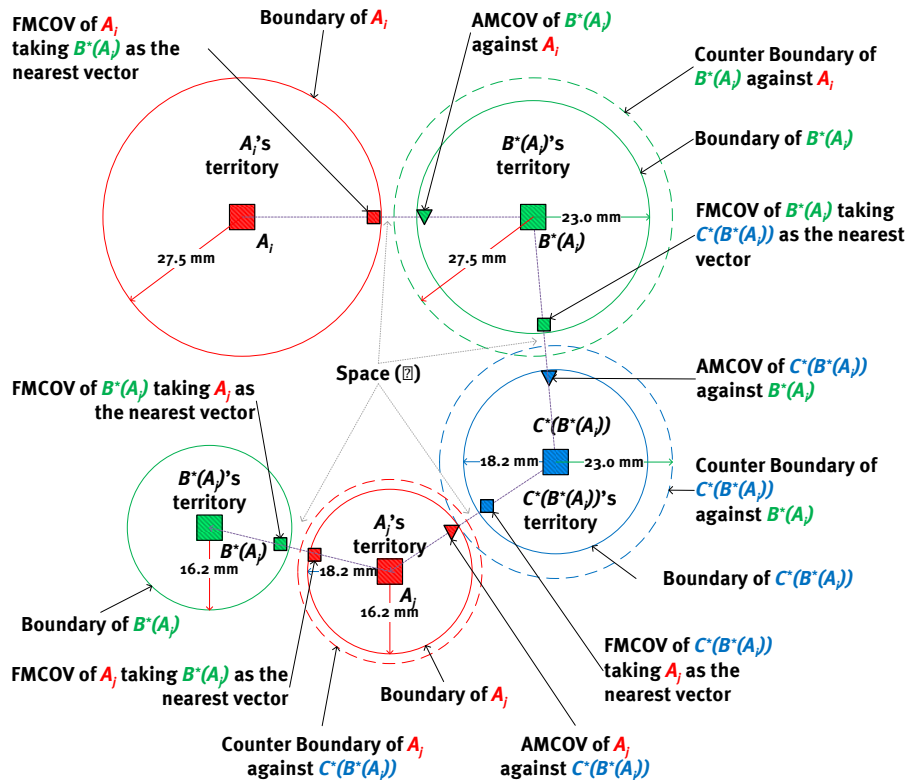 FMCOV of A_i
taking B*(A_i) as the
nearest vector
Boundary of A_i
AMCOV of B*(A_i)
against A_i
Counter Boundary of
B*(A_i) against A_i
Boundary of B*(A_i)
A_i's
territory
B*(A_i)'s
territory
23.0 mm
A_i
B*(A_i)
27.5 mm
27.5 mm
FMCOV of B*(A_i) taking
C*(B*(A_i)) as the nearest
vector
Space (⍰)
FMCOV of B*(A_j) taking A_j as
the nearest vector
AMCOV of C*(B*(A_i))
against B*(A_i)
C*(B*(A_i))
18.2 mm
23.0 mm
C*(B*(A_i))'s
territory
Counter Boundary of
C*(B*(A_i))
against B*(A_i)
B*(A_j)'s
territory
B*(A_j)
16.2 mm
A_j's
territory
18.2 mm
A_j
16.2 mm
Boundary of C*(B*(A_i))
Boundary of B*(A_j)
FMCOV of A_j taking B*(A_j) as the
nearest vector
Boundary of A_j
FMCOV of C*(B*(A_i))
taking A_j as the
nearest vector
Counter Boundary of A_j
against C*(B*(A_i))
AMCOV of A_j
against C*(B*(A_i))